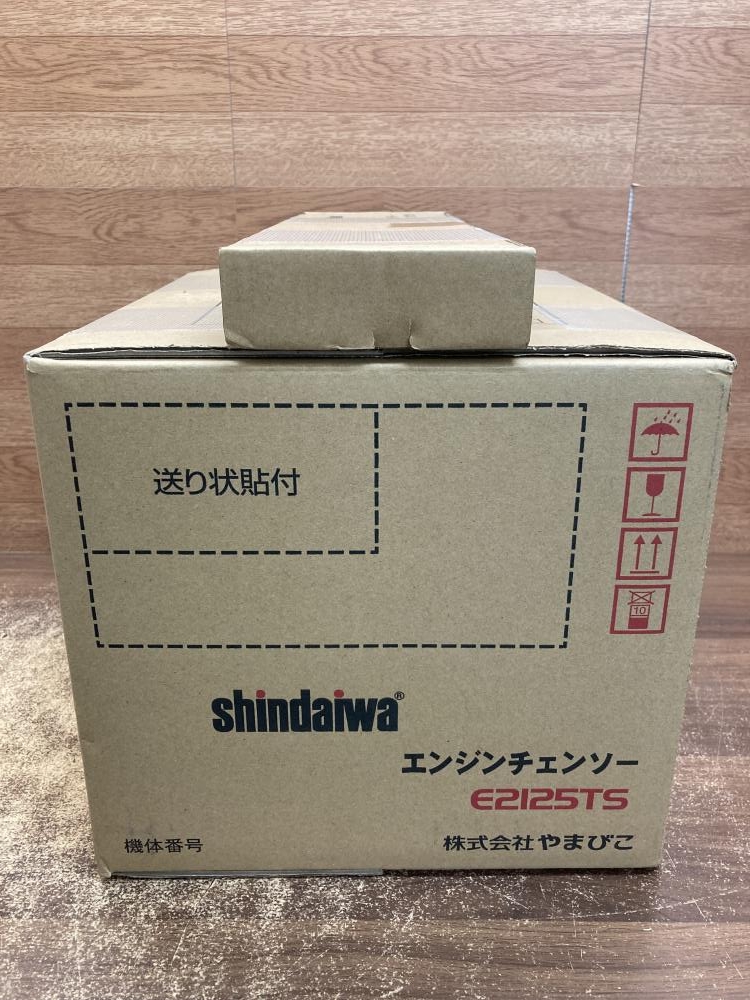 送り状貼付
10
shindaiwa®
エンジンチェンソー
E2125TS
機体番号
株式会社やまびこ